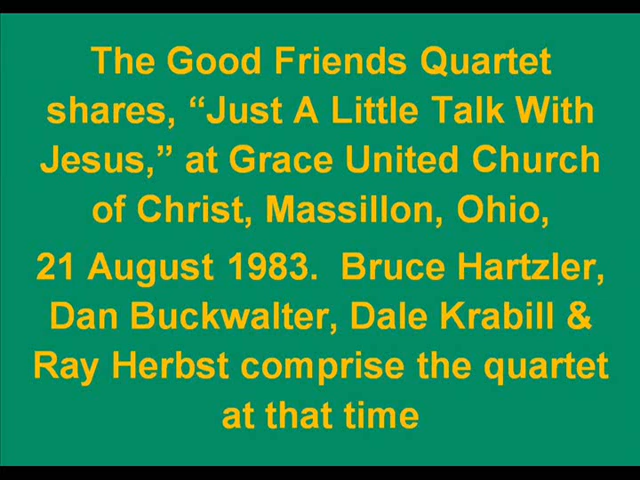 The Good Friends Quartet
shares, “Just A Little Talk With
Jesus,” at Grace United Church
of Christ, Massillon, Ohio,
21 August 1983.  Bruce Hartzler,
Dan Buckwalter, Dale Krabill &
Ray Herbst comprise the quartet
at that time